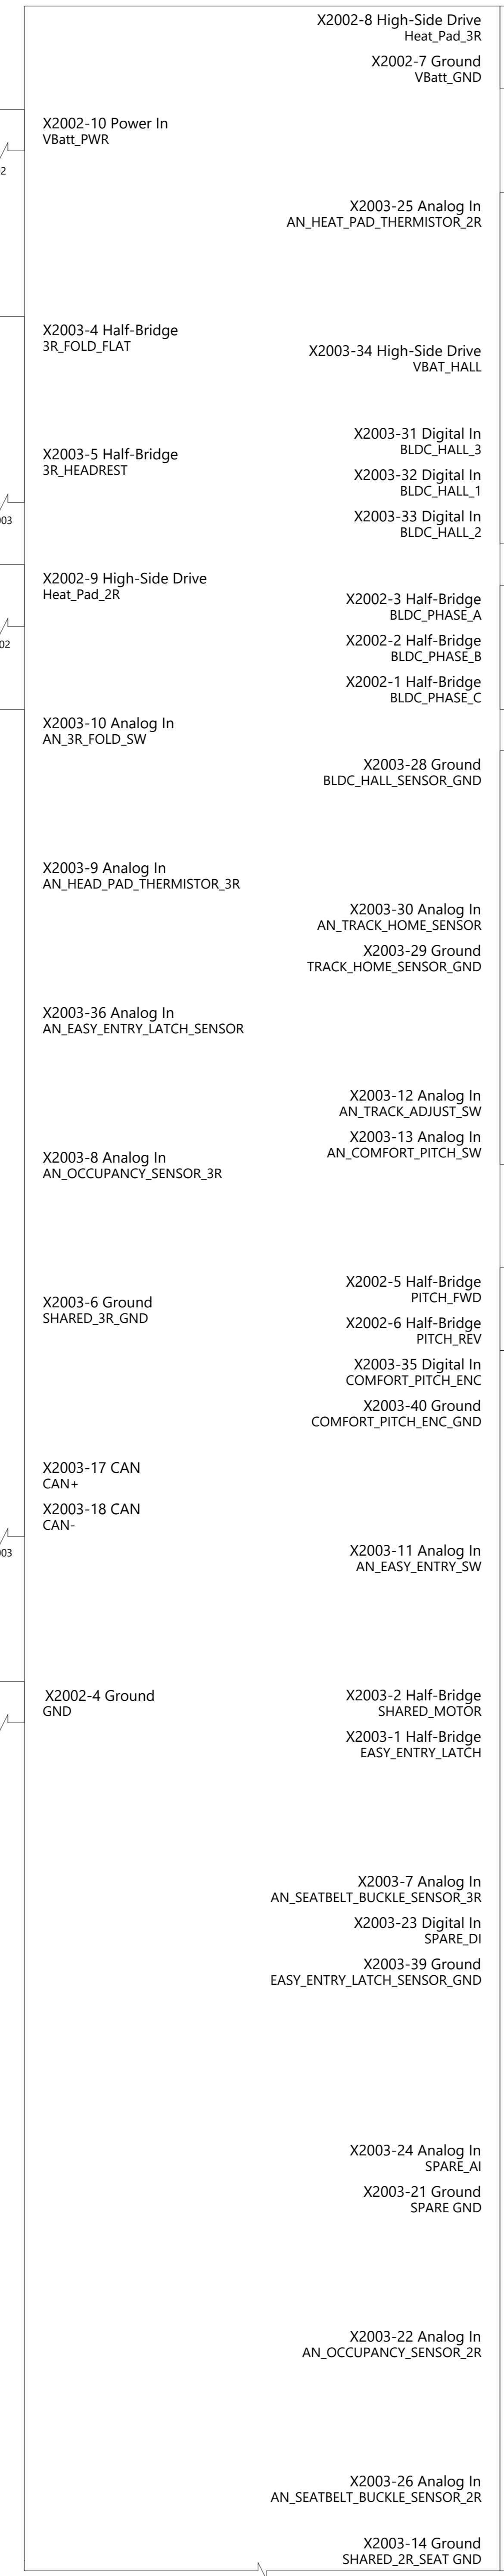 X2002-8 High-Side Drive
Heat_Pad_3R
X2002-7 Ground
VBatt_GND
X2002-10 Power In
VBatt_PWR
2
X2003-25 Analog In
AN_HEAT_PAD_THERMISTOR_2R
X2003-4 Half-Bridge
3R_FOLD_FLAT
X2003-34 High-Side Drive
VBAT_HALL
X2003-31 Digital In
BLDC_HALL_3
X2003-5 Half-Bridge
3R_HEADREST
X2003-32 Digital In
BLDC_HALL_1
X2003-33 Digital In
BLDC_HALL_2
003
X2002-9 High-Side Drive
Heat_Pad_2R
X2002-3 Half-Bridge
BLDC_PHASE_A
02
X2002-2 Half-Bridge
BLDC_PHASE_B
X2002-1 Half-Bridge
BLDC_PHASE_C
X2003-10 Analog In
AN_3R_FOLD_SW
X2003-28 Ground
BLDC_HALL_SENSOR_GND
X2003-9 Analog In
AN_HEAD_PAD_THERMISTOR_3R
X2003-30 Analog In
AN_TRACK_HOME_SENSOR
X2003-29 Ground
TRACK_HOME_SENSOR_GND
X2003-36 Analog In
AN_EASY_ENTRY_LATCH_SENSOR
X2003-12 Analog In
AN_TRACK_ADJUST_SW
X2003-13 Analog In
AN_COMFORT_PITCH_SW
X2003-8 Analog In
AN_OCCUPANCY_SENSOR_3R
X2002-5 Half-Bridge
PITCH_FWD
X2003-6 Ground
SHARED_3R_GND
X2002-6 Half-Bridge
PITCH_REV
X2003-35 Digital In
COMFORT_PITCH_ENC
X2003-40 Ground
COMFORT_PITCH_ENC_GND
X2003-17 CAN
CAN+
X2003-18 CAN
CAN-
003
X2003-11 Analog In
AN_EASY_ENTRY_SW
X2002-4 Ground
GND
X2003-2 Half-Bridge
SHARED_MOTOR
X2003-1 Half-Bridge
EASY_ENTRY_LATCH
X2003-7 Analog In
AN_SEATBELT_BUCKLE_SENSOR_3R
X2003-23 Digital In
SPARE_DI
X2003-39 Ground
EASY_ENTRY_LATCH_SENSOR_GND
X2003-24 Analog In
SPARE_AI
X2003-21 Ground
SPARE GND
X2003-22 Analog In
AN_OCCUPANCY_SENSOR_2R
X2003-26 Analog In
AN_SEATBELT_BUCKLE_SENSOR_2R
X2003-14 Ground
SHARED_2R_SEAT GND